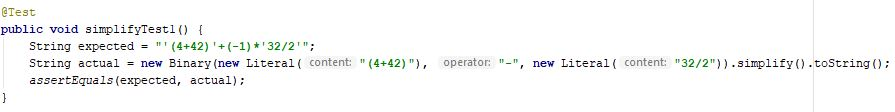 @Test
public void simplifyTest1() {
    String expected = "'(4+42)'+(-1)*'32/2'";
    String actual = new Binary(new Literal( content: "(4+42)"), operator: "-", new Literal( content: "32/2")).simplify().toString();
    assertEquals(expected, actual);
}